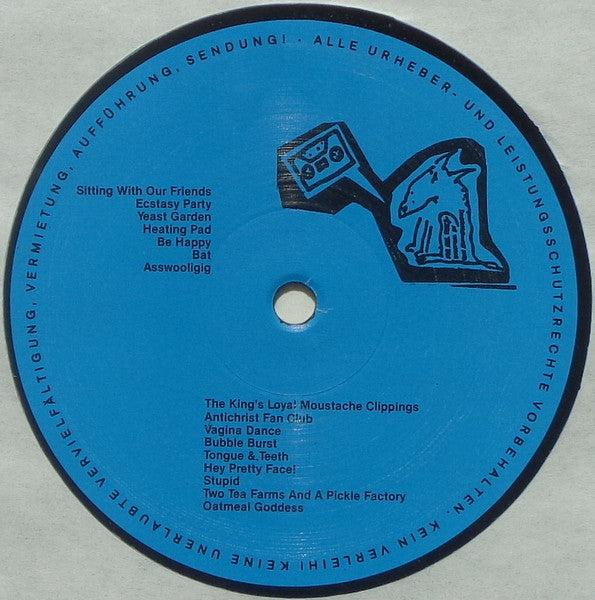 ALLE URHEBER- UND LEISTUNGSSCHUTZRECHTE VORBEHALTEN. KEIN VERLEIH! KEINE UNERLAUBTE VERVIELFÄLTIGUNG, VERMIETUNG, AUFFÜHRUNG, SENDUNG! ·
Sitting With Our Friends
Ecstasy Party
Yeast Garden
Heating Pad
Be Happy
Bat
Asswooligig
The King's Loyal Moustache Clippings
Antichrist Fan Club
Vagina Dance
Bubble Burst
Tongue & Teeth
Hey Pretty Face!
Stupid
Two Tea Farms And A Pickle Factory
Oatmeal Goddess